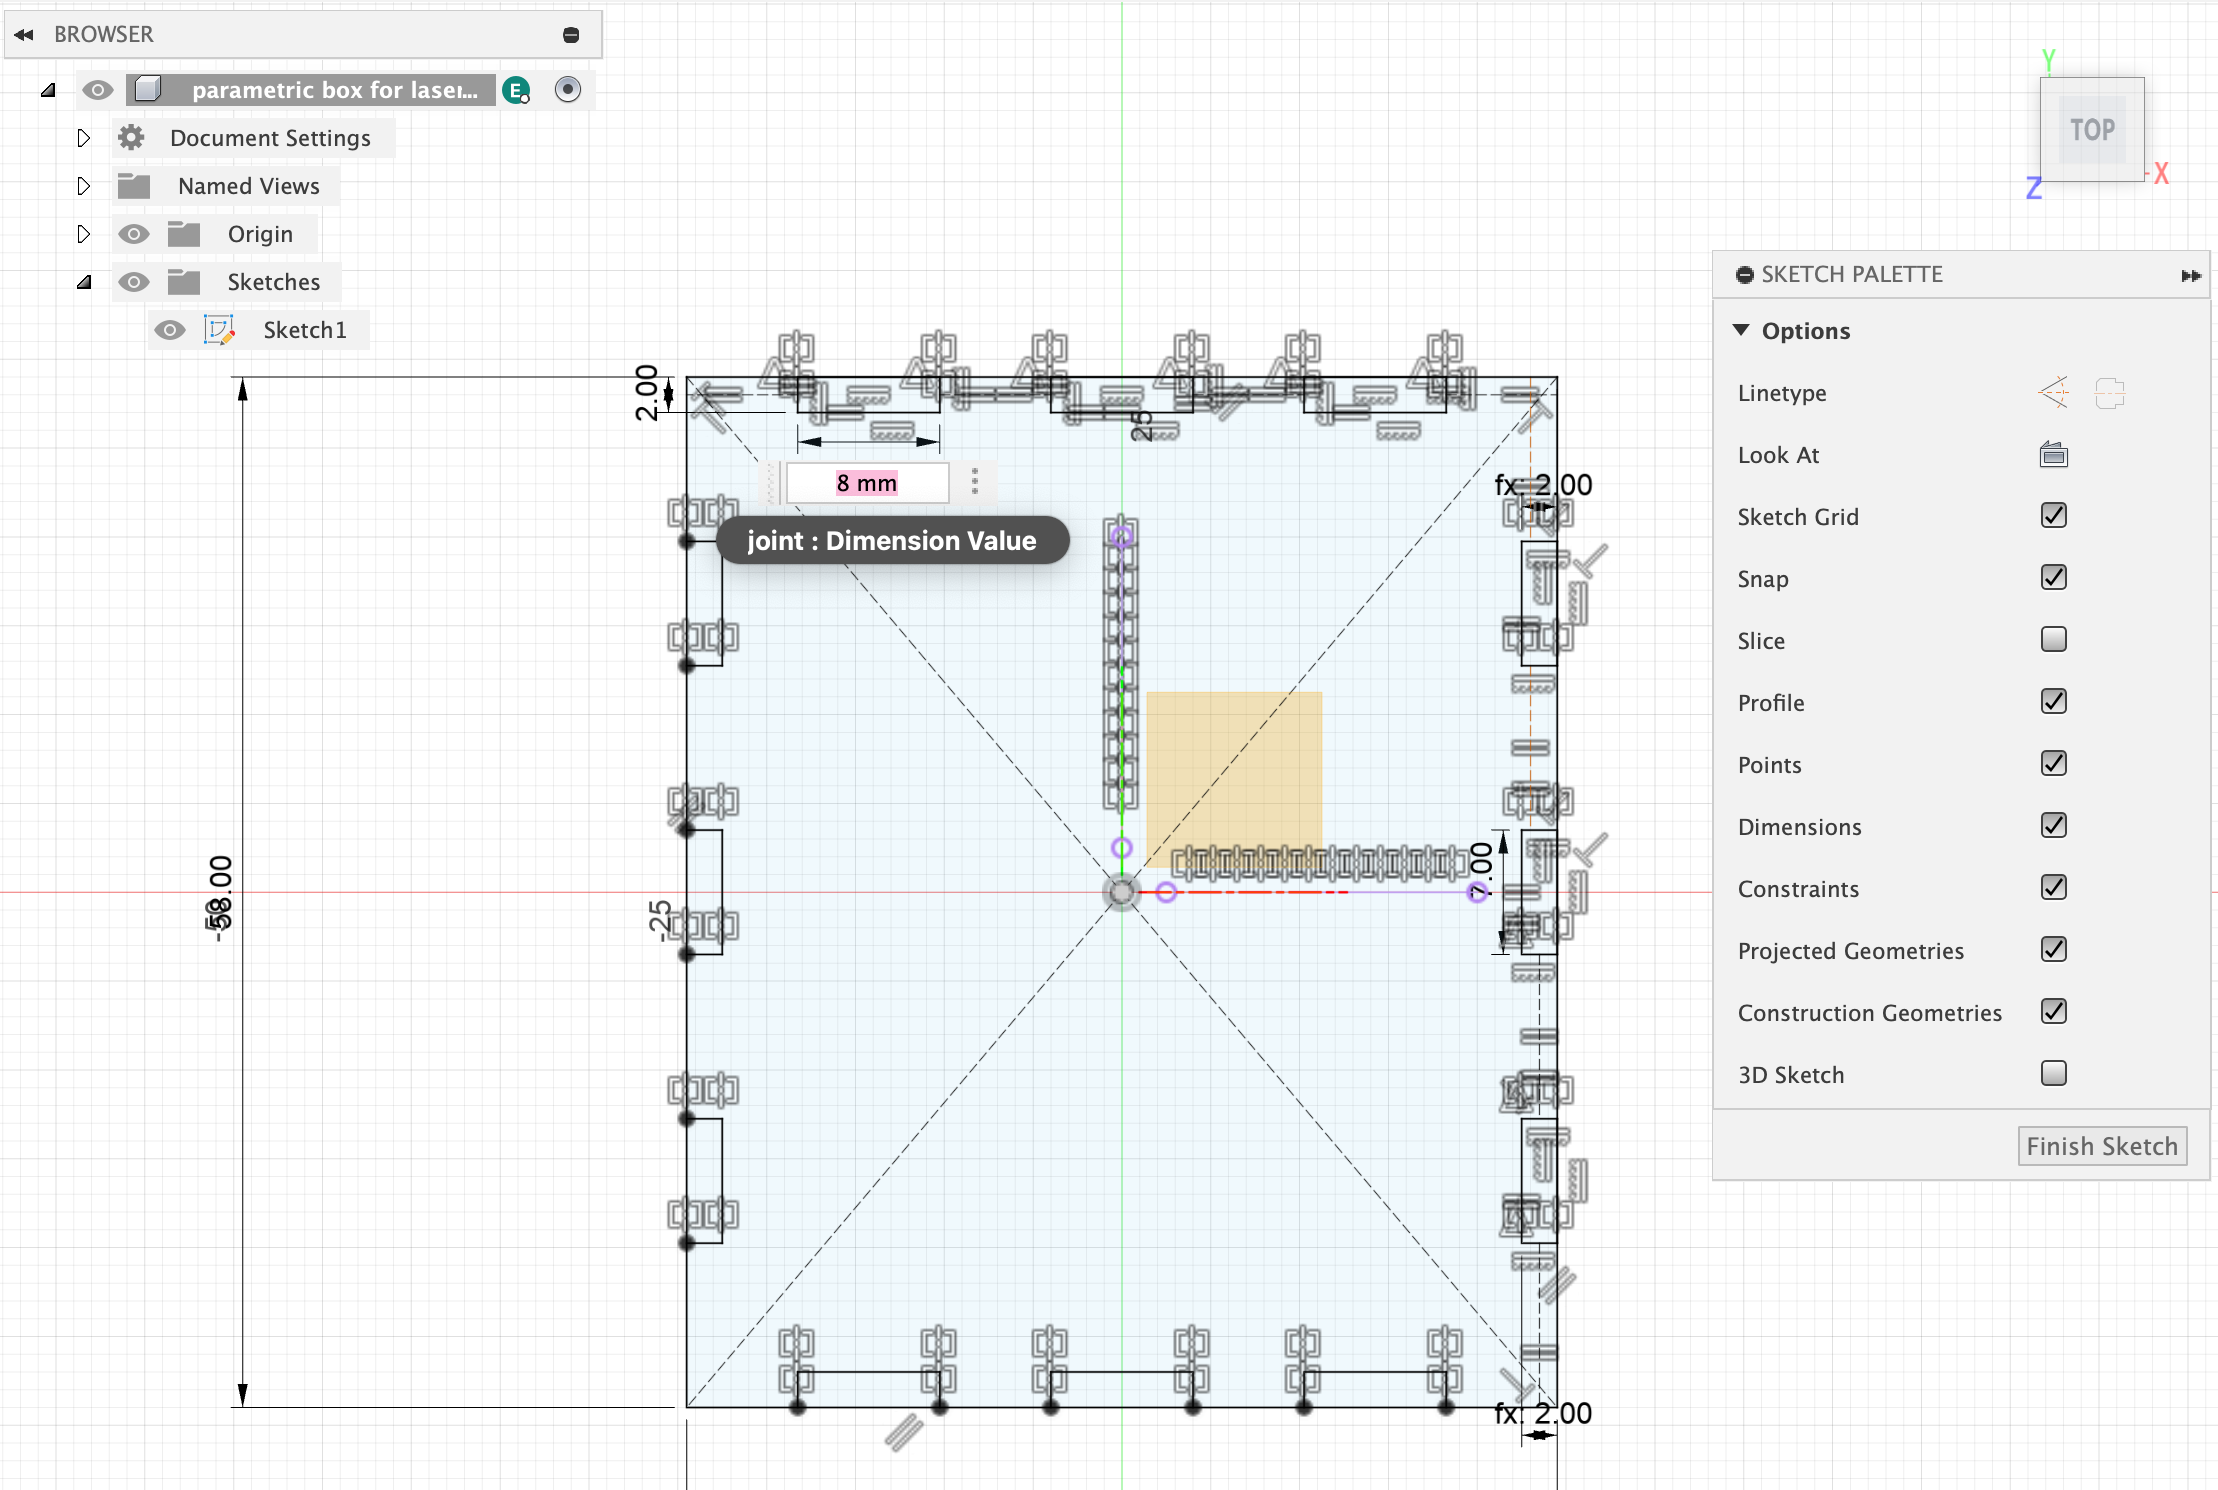 BROWSER
parametric box for laser...
E
Document Settings
Named Views
Origin
Sketches
Sketch1
Y
TOP
X
Z
SKETCH PALETTE
Options
Linetype
Look At
Sketch Grid
Snap
Slice
Profile
Points
Dimensions
Constraints
Projected Geometries
Construction Geometries
3D Sketch
Finish Sketch
2.00
25
8 mm
joint : Dimension Value
fx: 2.00
7.00
58.00
-25
fx: 2.00